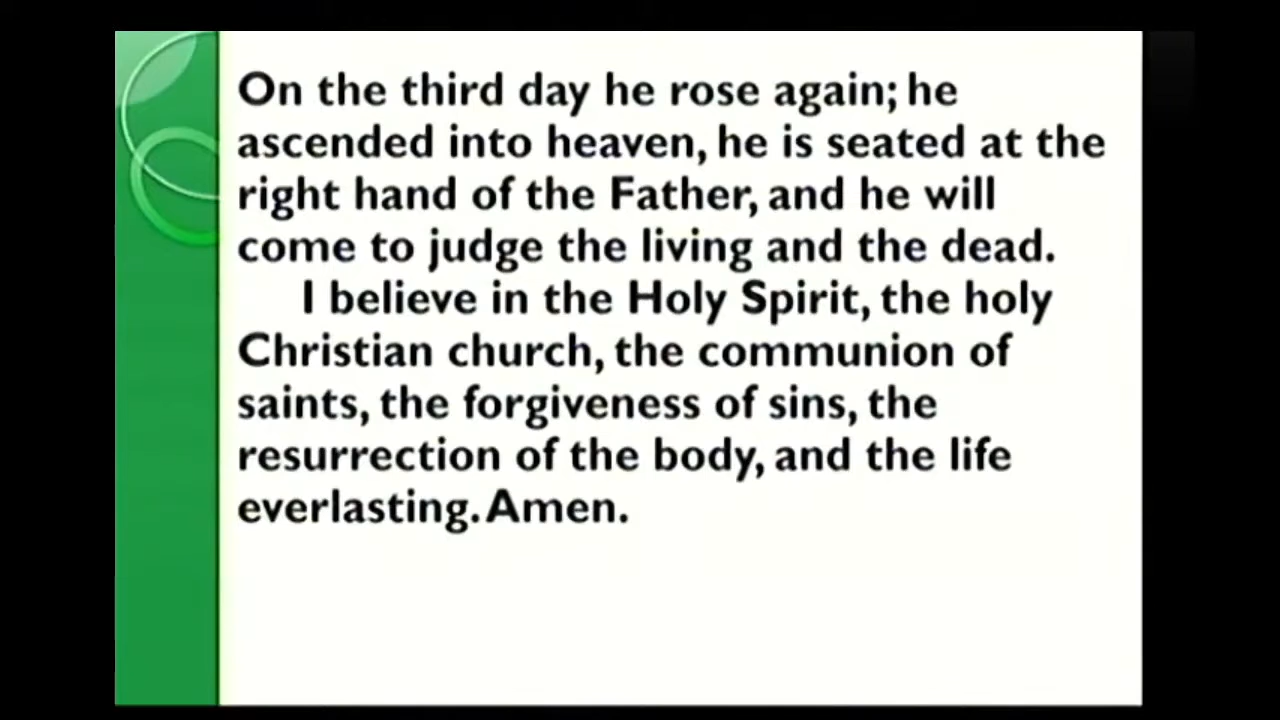 On the third day he rose again; he
ascended into heaven, he is seated at the
right hand of the Father, and he will
come to judge the living and the dead.
I believe in the Holy Spirit, the holy
Christian church, the communion of
saints, the forgiveness of sins, the
resurrection of the body, and the life
everlasting. Amen.